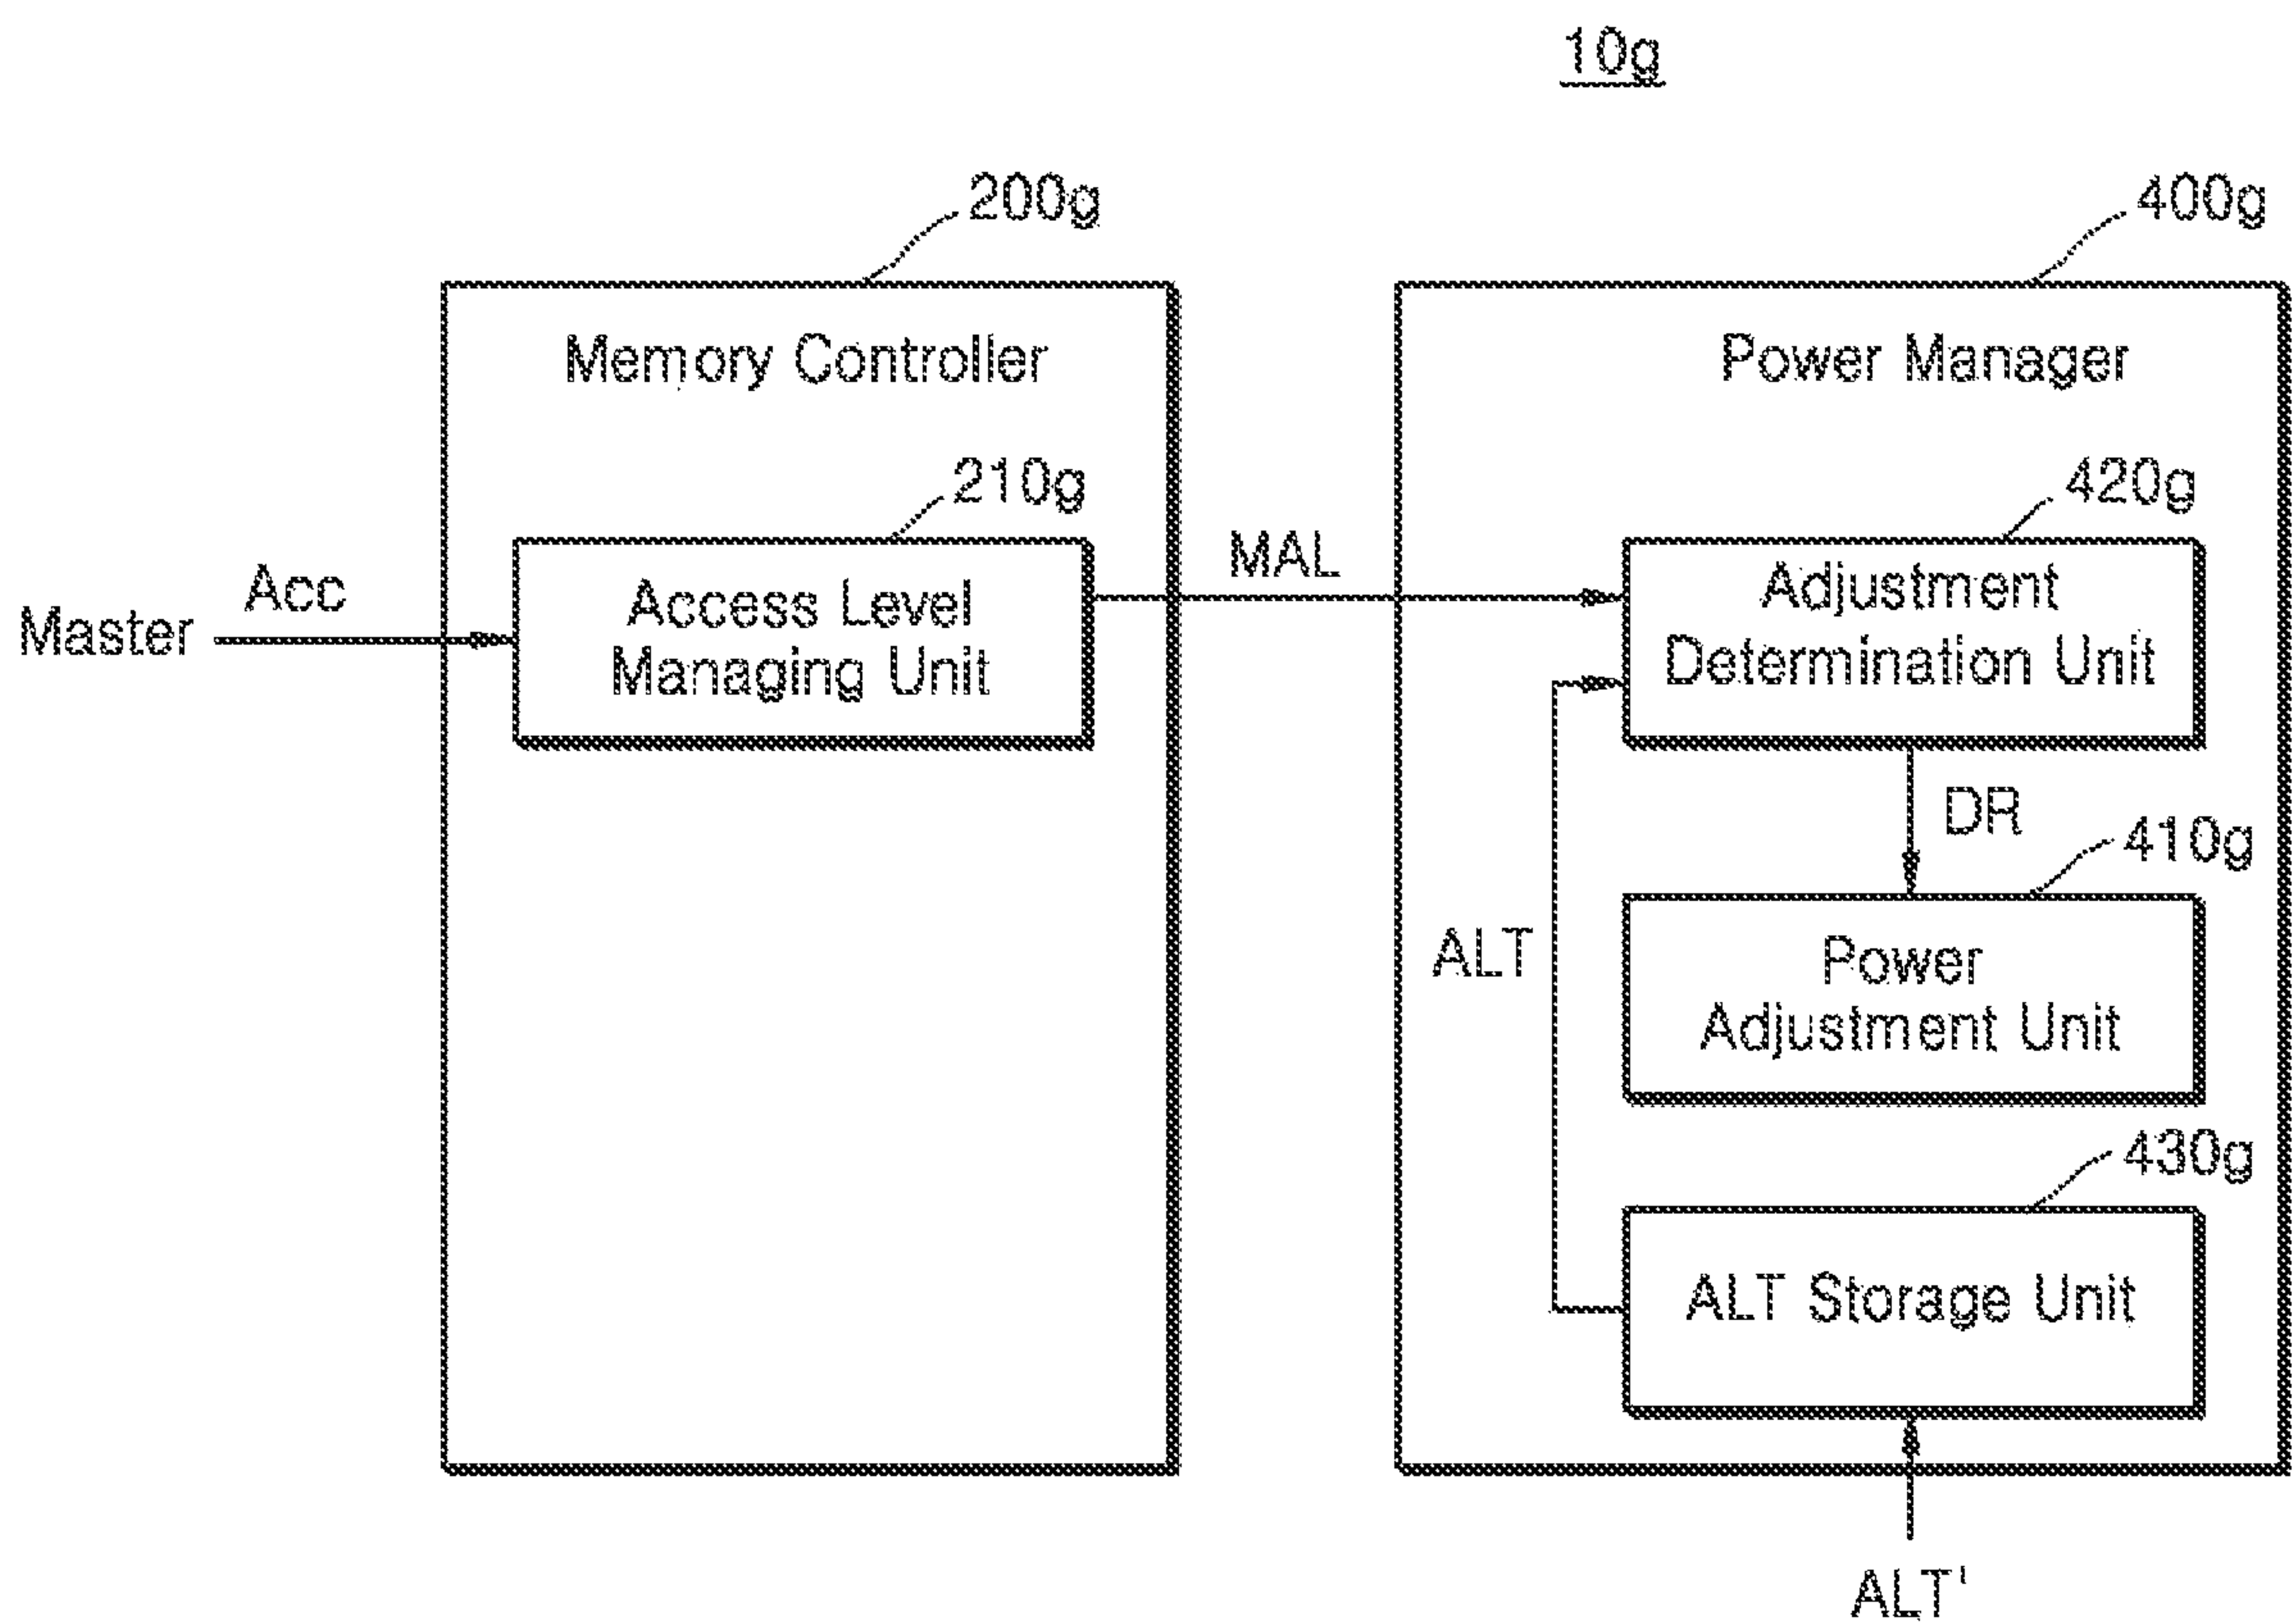 10g
200g
400g
Memory Controller
Power Manager
210g
420g
Master
Acc
Access Level
Managing Unit
MAL
Adjustment
Determination Unit
DR
410g
ALT
Power
Adjustment Unit
430g
ALT Storage Unit
ALT'